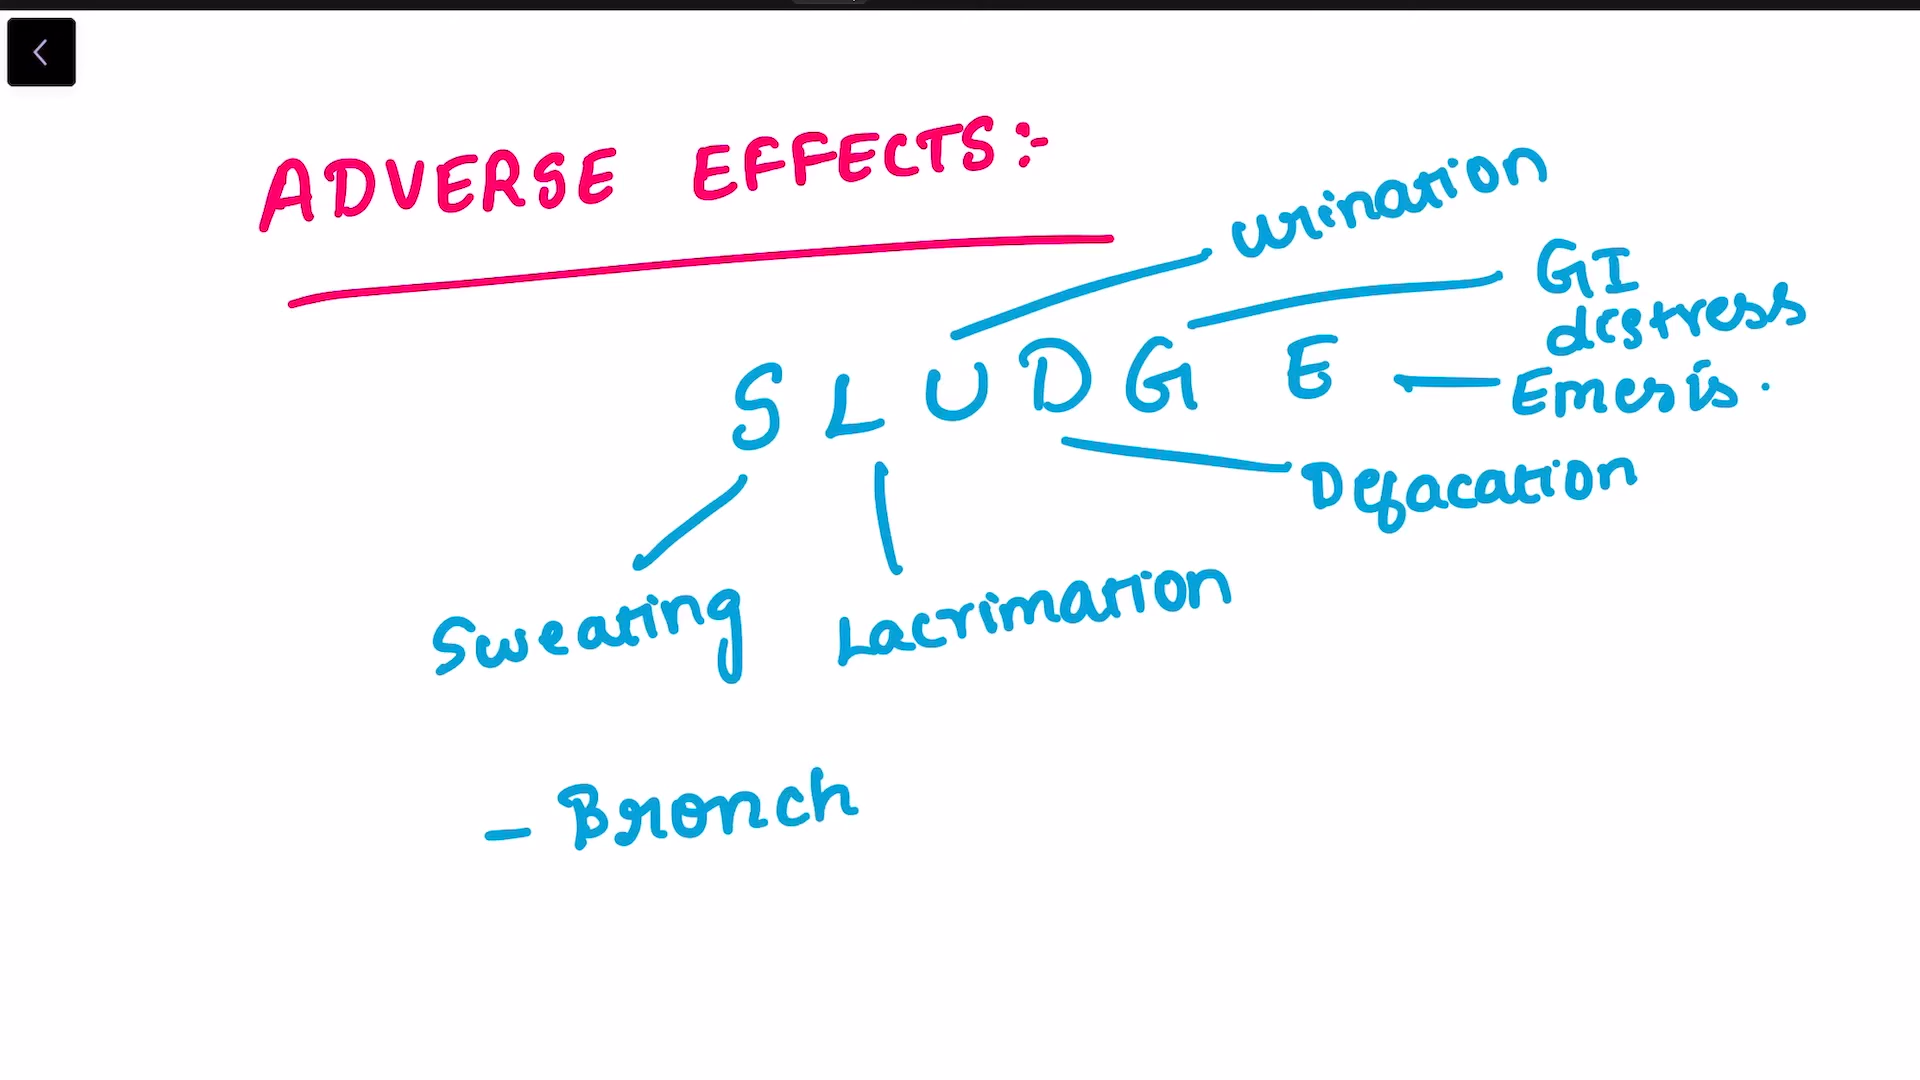 ADVERSE EFFECTS:-
urination
GI
distress
S L U D G E
Emesis.
Defacation
Sweating
Lacrimation
- Bronch